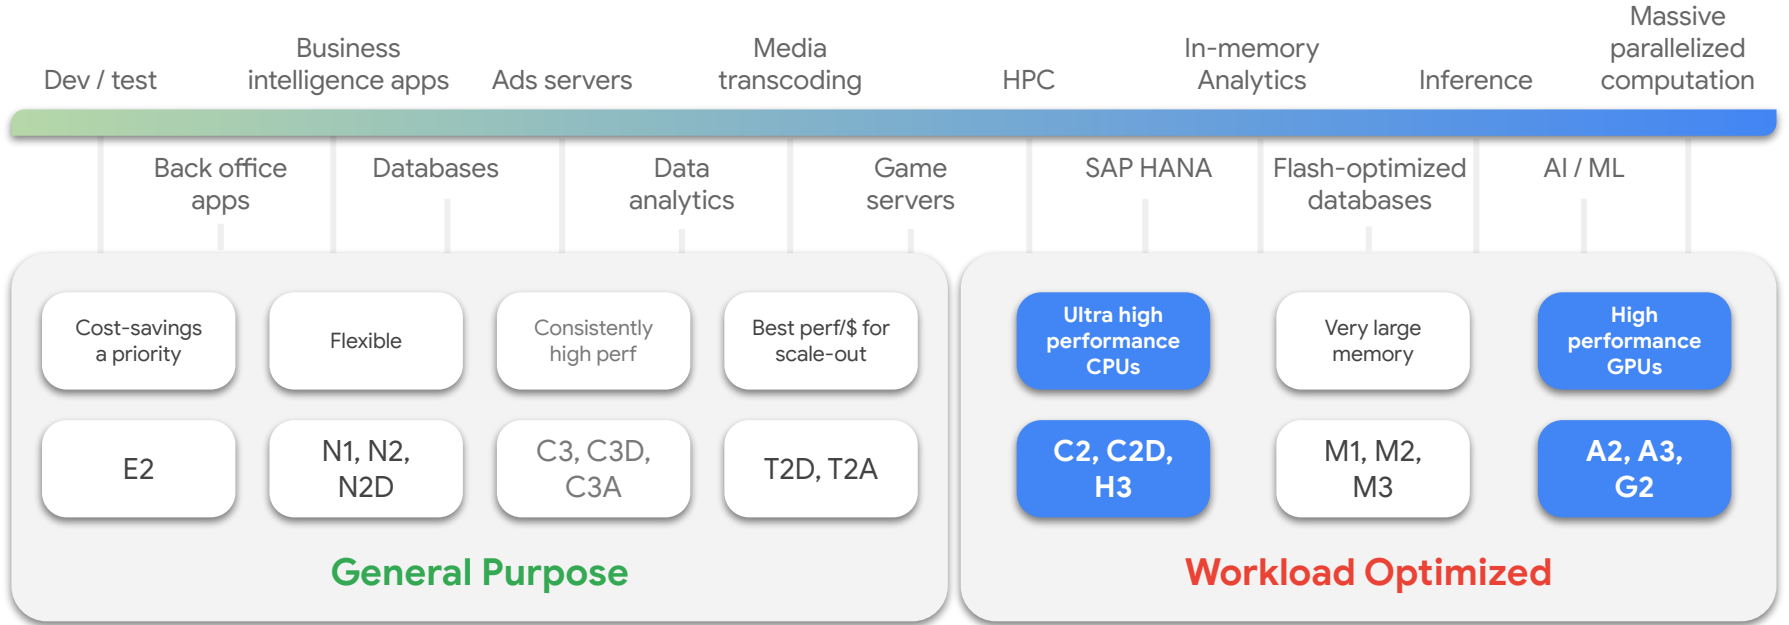 Dev / test
Business
intelligence apps
Ads servers
Media
transcoding
HPC
In-memory
Analytics
Inference
Massive
parallelized
computation
Back office
apps
Databases
Data
analytics
Game
servers
SAP HANA
Flash-optimized
databases
AI / ML
Cost-savings
a priority
Flexible
Consistently
high perf
Best perf/$ for
scale-out
Ultra high
performance
CPUs
Very large
memory
High
performance
GPUs
E2
N1, N2,
N2D
C3, C3D,
C3A
T2D, T2A
C2, C2D,
H3
M1, M2,
M3
A2, A3,
G2
General Purpose
Workload Optimized